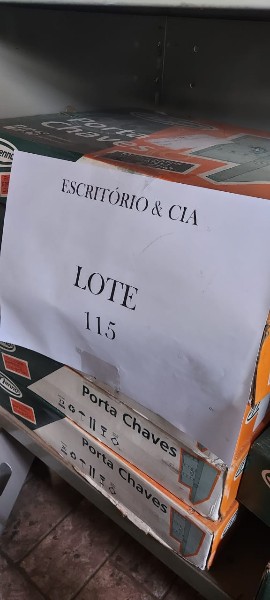 Porta
Chaves
ESCRITÓRIO & CIA
LOTE
115
Porta Chaves
Porta Chaves